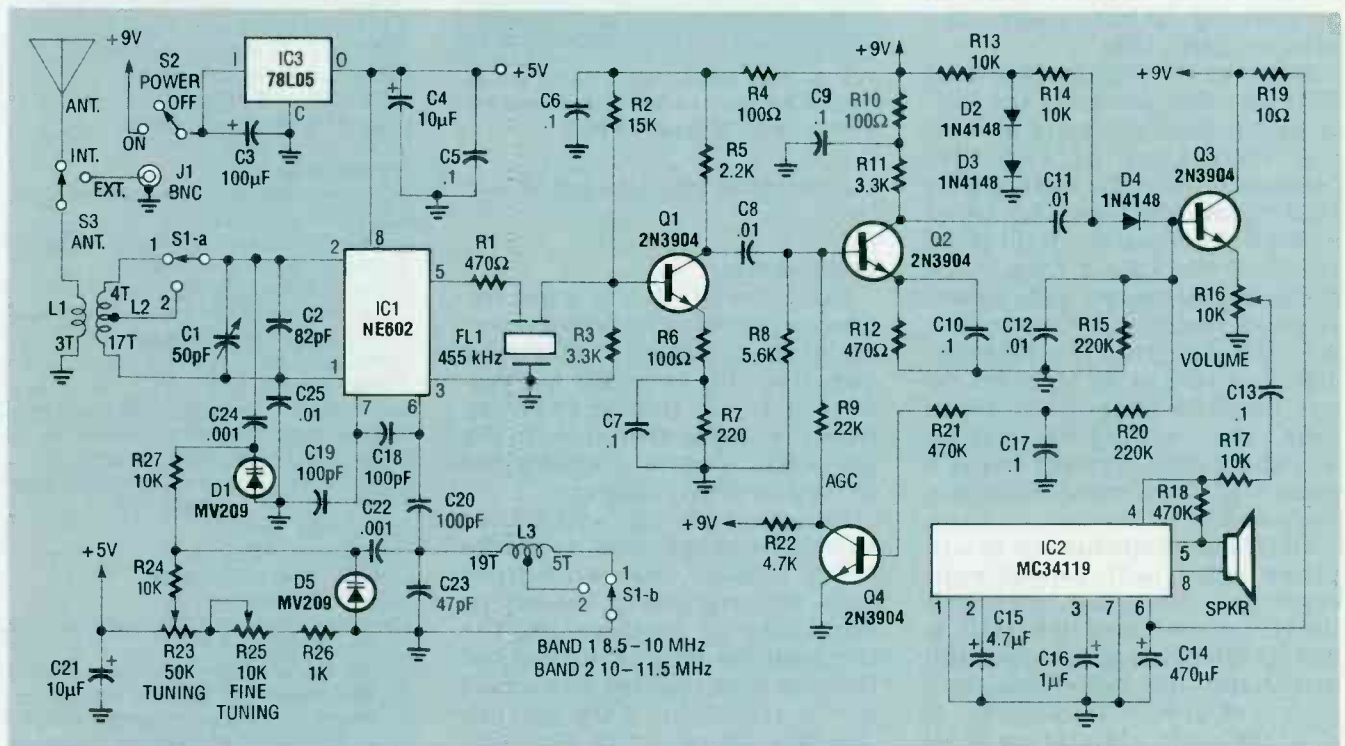 +9V
ANT.
S2
POWER
OFF
ON
I
IC3
78L05
O
C
C3
100µF
C4
10µF
C5
.1
+5V
INT.
EXT.
J1
BNC
S3
ANT.
1
S1-a
2
L1
3T
4T
L2
17T
C1
50pF
C2
82pF
2
8
5
IC1
NE602
1
7
6
3
R1
470Ω
FL1
455 kHz
C24
.001
C25
.01
R27
10K
D1
MV209
C19
100pF
C18
100pF
C20
100pF
C22
.001
+5V
R24
10K
C21
10µF
R23
50K
TUNING
R25
10K
FINE
TUNING
R26
1K
D5
MV209
C23
47pF
L3
19T
5T
1
2
S1-b
BAND 1 8.5–10 MHz
BAND 2 10–11.5 MHz
C6
.1
R2
15K
R3
3.3K
R4
100Ω
R5
2.2K
Q1
2N3904
C8
.01
R6
100Ω
C7
.1
R7
220
R8
5.6K
R9
22K
C9
.1
+9V
R10
100Ω
R11
3.3K
Q2
2N3904
R12
470Ω
C10
.1
R13
10K
D2
1N4148
D3
1N4148
R14
10K
C11
.01
D4
1N4148
C12
.01
R15
220K
+9V
R19
10Ω
Q3
2N3904
R16
10K
VOLUME
C13
.1
R17
10K
R18
470K
R21
470K
C17
.1
R20
220K
AGC
+9V
R22
4.7K
Q4
2N3904
IC2
MC34119
4
5
8
SPKR
1
2
3
7
6
C15
4.7µF
C16
1µF
C14
470µF